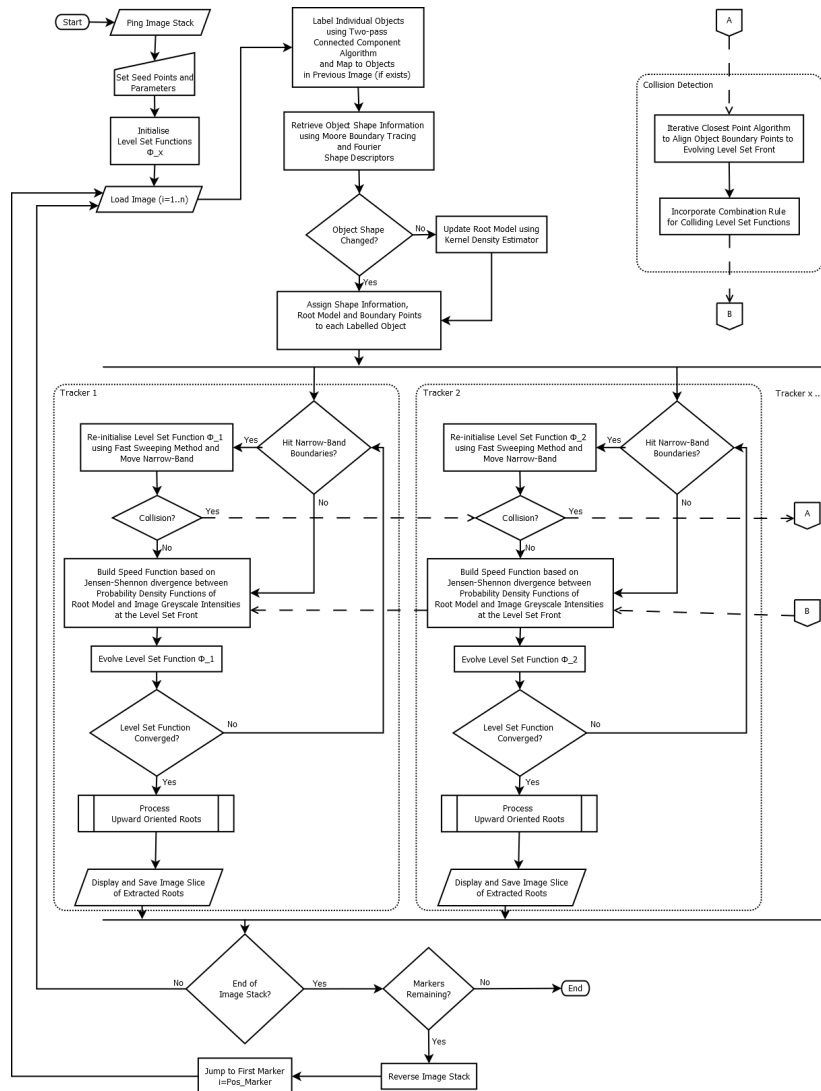 Start
Ping Image Stack
Set Seed Points and
Parameters
Initialise
Level Set Functions
Φ_x
Load Image (i=1..n)
Label Individual Objects
using Two-pass
Connected Component
Algorithm
and Map to Objects
in Previous Image (if exists)
Retrieve Object Shape Information
using Moore Boundary Tracing
and Fourier
Shape Descriptors
Object Shape
Changed?
No
Update Root Model using
Kernel Density Estimator
Yes
Assign Shape Information,
Root Model and Boundary Points
to each Labelled Object
A
Collision Detection
Iterative Closest Point Algorithm
to Align Object Boundary Points to
Evolving Level Set Front
Incorporate Combination Rule
for Colliding Level Set Functions
B
Tracker 1
Hit Narrow-Band
Boundaries?
Yes
Re-initialise Level Set Function Φ_1
using Fast Sweeping Method and
Move Narrow-Band
No
Collision?
Yes
No
Build Speed Function based on
Jensen-Shannon divergence between
Probability Density Functions of
Root Model and Image Greyscale Intensities
at the Level Set Front
Evolve Level Set Function Φ_1
Level Set Function
Converged?
No
Yes
Process
Upward Oriented Roots
Display and Save Image Slice
of Extracted Roots
Tracker 2
Hit Narrow-Band
Boundaries?
Yes
Re-initialise Level Set Function Φ_2
using Fast Sweeping Method and
Move Narrow-Band
No
Collision?
Yes
No
Build Speed Function based on
Jensen-Shannon divergence between
Probability Density Functions of
Root Model and Image Greyscale Intensities
at the Level Set Front
Evolve Level Set Function Φ_2
Level Set Function
Converged?
No
Yes
Process
Upward Oriented Roots
Display and Save Image Slice
of Extracted Roots
Tracker x ..
A
B
End of
Image Stack?
No
Yes
Markers
Remaining?
No
End
Yes
Reverse Image Stack
Jump to First Marker
i=Pos_Marker